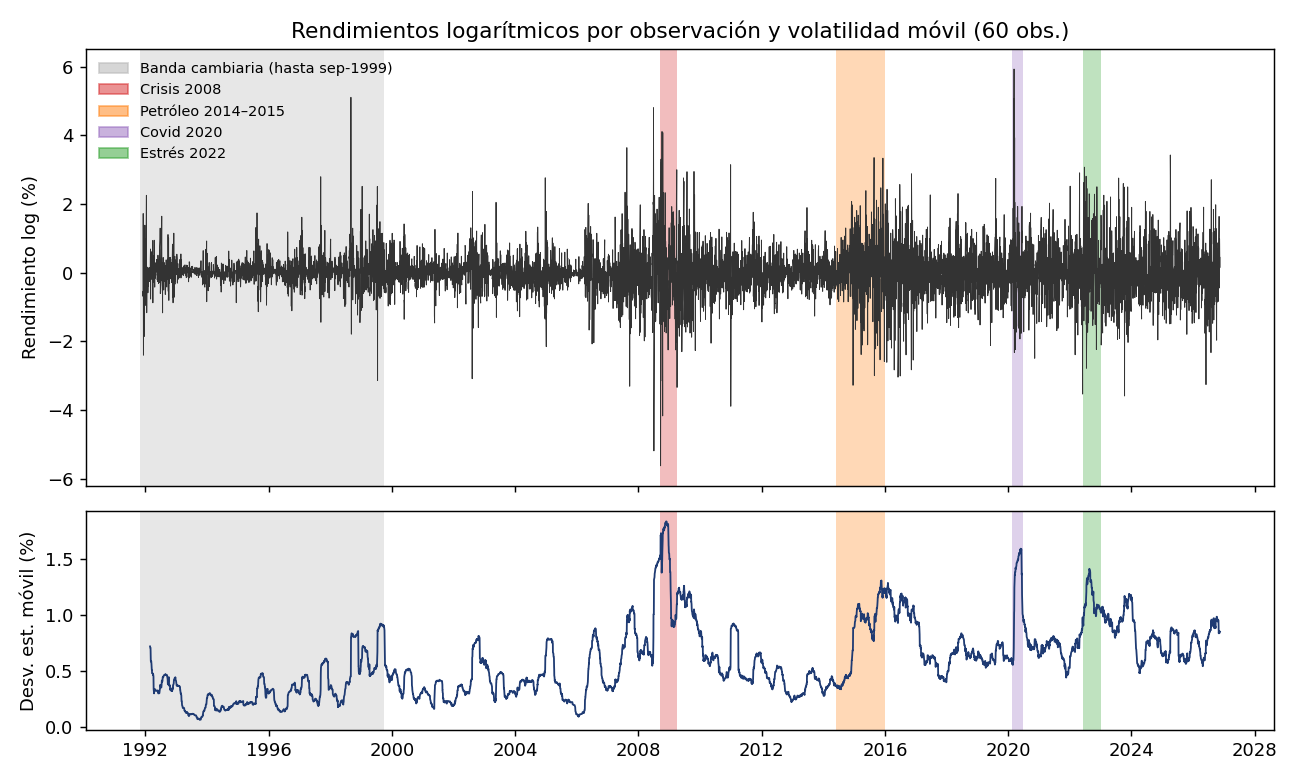 Rendimientos logarítmicos por observación y volatilidad móvil (60 obs.)
Banda cambiaria (hasta sep-1999)
Crisis 2008
Petróleo 2014–2015
Covid 2020
Estrés 2022
Rendimiento log (%)
6
4
2
0
−2
−4
−6
Desv. est. móvil (%)
1.5
1.0
0.5
0.0
1992 1996 2000 2004 2008 2012 2016 2020 2024 2028